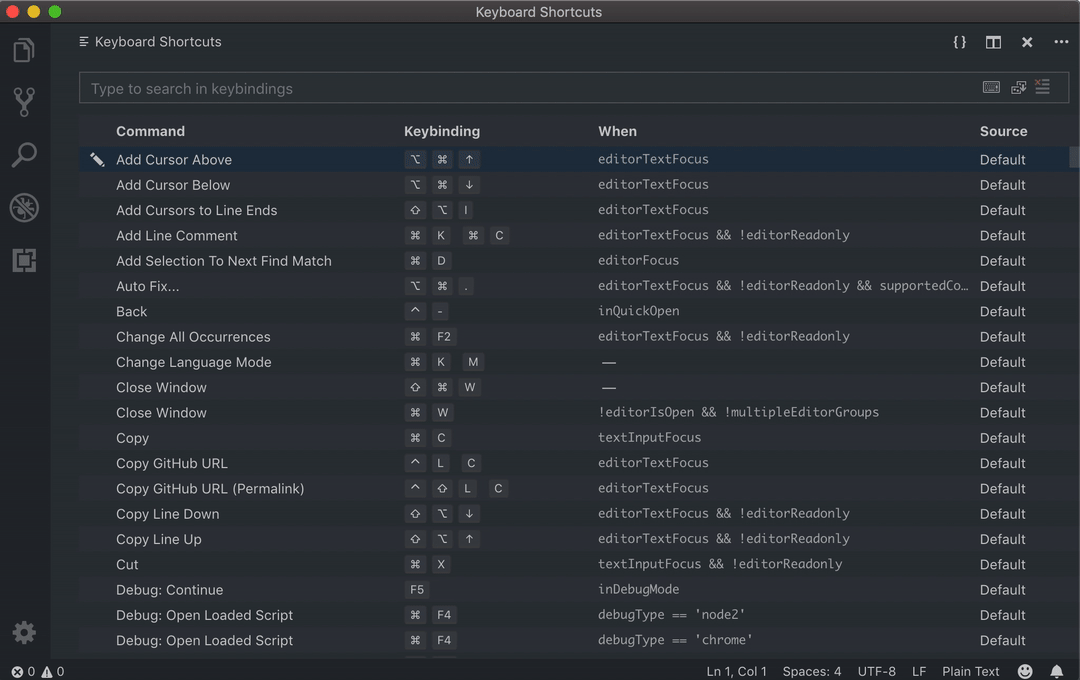 Keyboard Shortcuts
Keyboard Shortcuts
Type to search in keybindings
Command Keybinding When Source
Add Cursor Above ⌥ ⌘ ↑ editorTextFocus Default
Add Cursor Below ⌥ ⌘ ↓ editorTextFocus Default
Add Cursors to Line Ends ⇧ ⌥ I editorTextFocus Default
Add Line Comment ⌘ K ⌘ C editorTextFocus && !editorReadonly Default
Add Selection To Next Find Match ⌘ D editorFocus Default
Auto Fix... ⌥ ⌘ . editorTextFocus && !editorReadonly && supportedCo… Default
Back ^ - inQuickOpen Default
Change All Occurrences ⌘ F2 editorTextFocus && !editorReadonly Default
Change Language Mode ⌘ K M — Default
Close Window ⇧ ⌘ W — Default
Close Window ⌘ W !editorIsOpen && !multipleEditorGroups Default
Copy ⌘ C textInputFocus Default
Copy GitHub URL ^ L C editorTextFocus Default
Copy GitHub URL (Permalink) ^ ⇧ L C editorTextFocus Default
Copy Line Down ⇧ ⌥ ↓ editorTextFocus && !editorReadonly Default
Copy Line Up ⇧ ⌥ ↑ editorTextFocus && !editorReadonly Default
Cut ⌘ X textInputFocus && !editorReadonly Default
Debug: Continue F5 inDebugMode Default
Debug: Open Loaded Script ⌘ F4 debugType == 'node2' Default
Debug: Open Loaded Script ⌘ F4 debugType == 'chrome' Default
0 0 Ln 1, Col 1 Spaces: 4 UTF-8 LF Plain Text